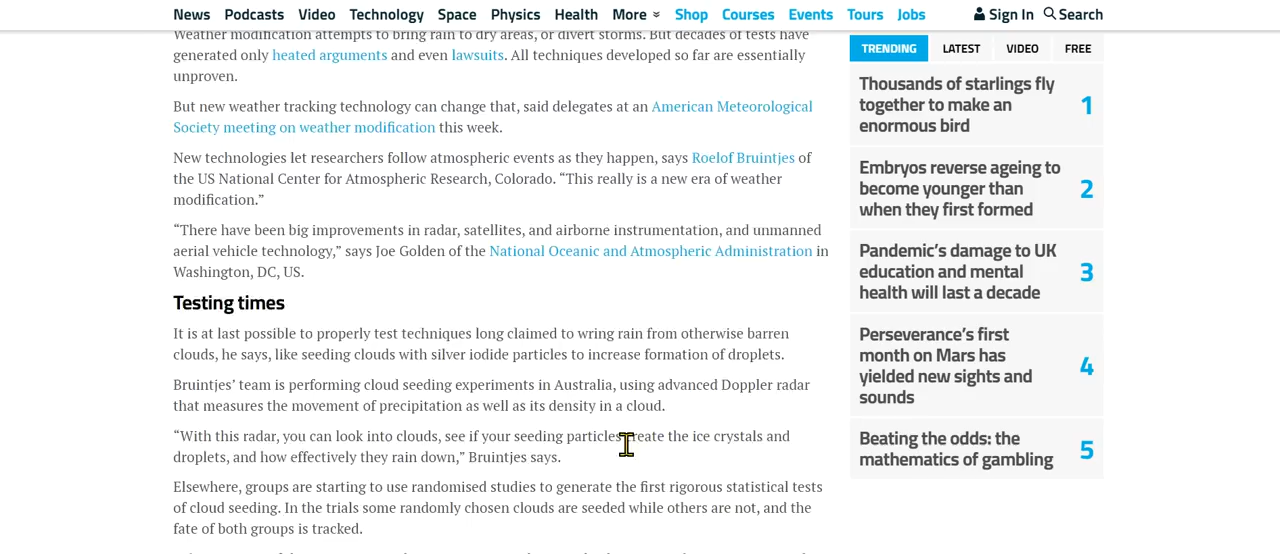 News Podcasts Video Technology Space Physics Health More Shop Courses Events Tours Jobs Sign In Search
Weather modification attempts to bring rain to dry areas, or divert storms. But decades of tests have
generated only heated arguments and even lawsuits. All techniques developed so far are essentially
unproven.
But new weather tracking technology can change that, said delegates at an American Meteorological
Society meeting on weather modification this week.
New technologies let researchers follow atmospheric events as they happen, says Roelof Bruintjes of
the US National Center for Atmospheric Research, Colorado. “This really is a new era of weather
modification.”
“There have been big improvements in radar, satellites, and airborne instrumentation, and unmanned
aerial vehicle technology,” says Joe Golden of the National Oceanic and Atmospheric Administration in
Washington, DC, US.
Testing times
It is at last possible to properly test techniques long claimed to wring rain from otherwise barren
clouds, he says, like seeding clouds with silver iodide particles to increase formation of droplets.
Bruintjes’ team is performing cloud seeding experiments in Australia, using advanced Doppler radar
that measures the movement of precipitation as well as its density in a cloud.
“With this radar, you can look into clouds, see if your seeding particles create the ice crystals and
droplets, and how effectively they rain down,” Bruintjes says.
Elsewhere, groups are starting to use randomised studies to generate the first rigorous statistical tests
of cloud seeding. In the trials some randomly chosen clouds are seeded while others are not, and the
fate of both groups is tracked.
TRENDING LATEST VIDEO FREE
Thousands of starlings fly
together to make an
enormous bird
1
Embryos reverse ageing to
become younger than
when they first formed
2
Pandemic’s damage to UK
education and mental
health will last a decade
3
Perseverance’s first
month on Mars has
yielded new sights and
sounds
4
Beating the odds: the
mathematics of gambling
5